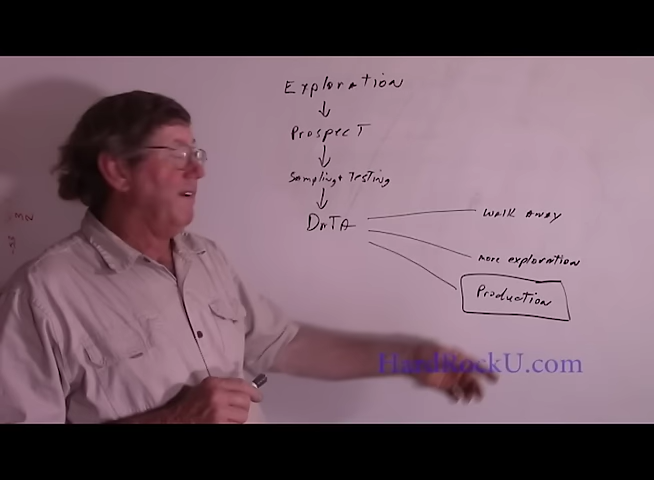 Exploration
Prospect
Sampling + Testing
DATA
Walk Away
more exploration
Production
HardRockU.com